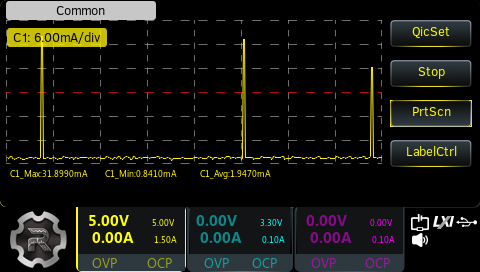 Common
C1: 6.00mA/div
QicSet
Stop
PrtScn
LabelCtrl
C1_Max:31.8990mA C1_Min:0.8410mA C1_Avg:1.9470mA
5.00V 5.00V 0.00V 3.30V 0.00V 0.00V
0.00A 1.50A 0.00A 0.10A 0.00A 0.10A
OVP OCP OVP OCP OVP OCP
LXI
R